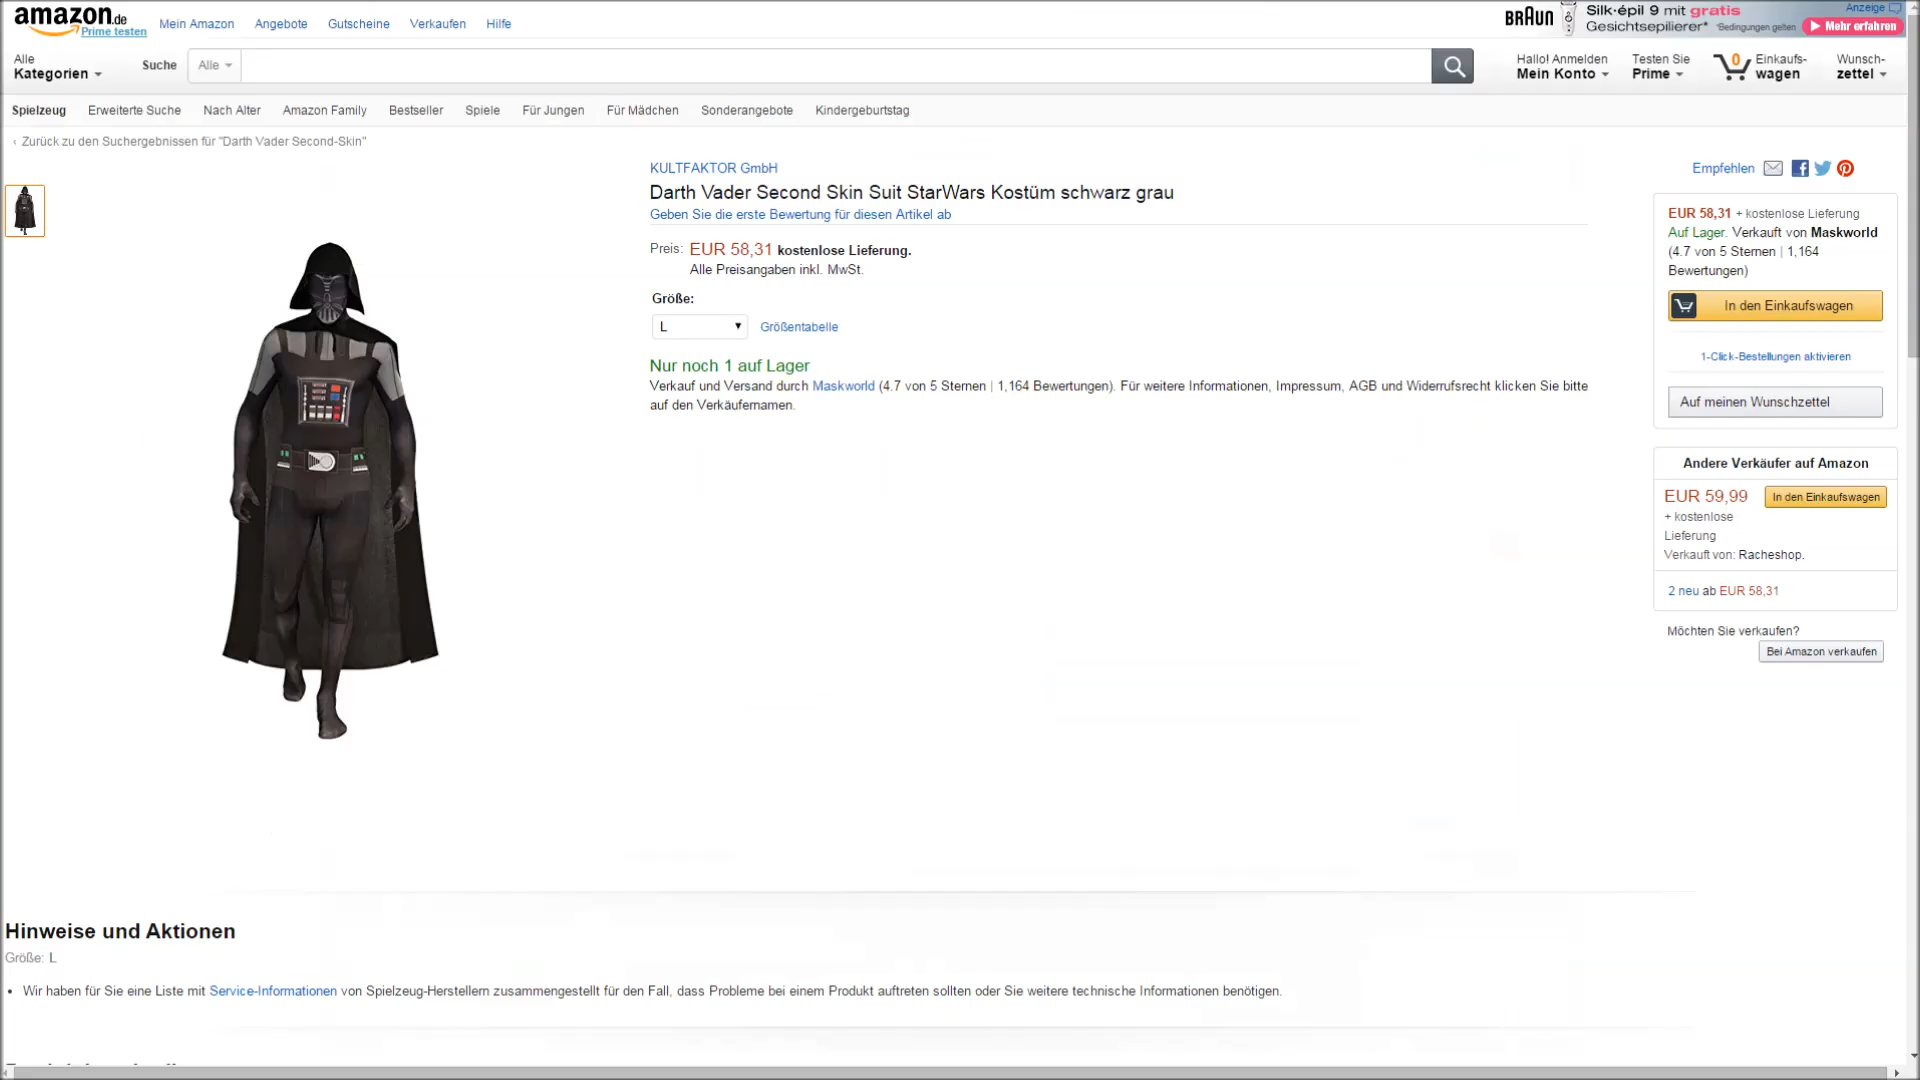 amazon.de
Prime testen
Mein Amazon
Angebote
Gutscheine
Verkaufen
Hilfe
BRAUN
Silk·épil 9 mit gratis
Gesichtsepilierer*
*Bedingungen gelten
Anzeige
Mehr erfahren
Alle
Kategorien
Suche
Alle
Hallo! Anmelden
Mein Konto
Testen Sie
Prime
0
Einkaufs-
wagen
Wunsch-
zettel
Spielzeug
Erweiterte Suche
Nach Alter
Amazon Family
Bestseller
Spiele
Für Jungen
Für Mädchen
Sonderangebote
Kindergeburtstag
‹ Zurück zu den Suchergebnissen für "Darth Vader Second-Skin"
KULTFAKTOR GmbH
Darth Vader Second Skin Suit StarWars Kostüm schwarz grau
Geben Sie die erste Bewertung für diesen Artikel ab
Preis: EUR 58,31 kostenlose Lieferung.
Alle Preisangaben inkl. MwSt.
Größe:
L
Größentabelle
Nur noch 1 auf Lager
Verkauf und Versand durch Maskworld (4.7 von 5 Sternen | 1,164 Bewertungen). Für weitere Informationen, Impressum, AGB und Widerrufsrecht klicken Sie bitte
auf den Verkäufernamen.
Empfehlen
EUR 58,31 + kostenlose Lieferung
Auf Lager. Verkauft von Maskworld
(4.7 von 5 Sternen | 1,164
Bewertungen)
In den Einkaufswagen
1-Click-Bestellungen aktivieren
Auf meinen Wunschzettel
Andere Verkäufer auf Amazon
EUR 59,99
In den Einkaufswagen
+ kostenlose
Lieferung
Verkauft von: Racheshop.
2 neu ab EUR 58,31
Möchten Sie verkaufen?
Bei Amazon verkaufen
Hinweise und Aktionen
Größe: L
• Wir haben für Sie eine Liste mit Service-Informationen von Spielzeug-Herstellern zusammengestellt für den Fall, dass Probleme bei einem Produkt auftreten sollten oder Sie weitere technische Informationen benötigen.